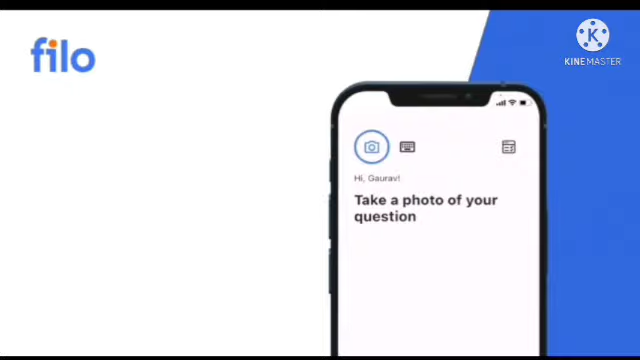 filo
K
KINEMASTER
Hi, Gaurav!
Take a photo of your
question